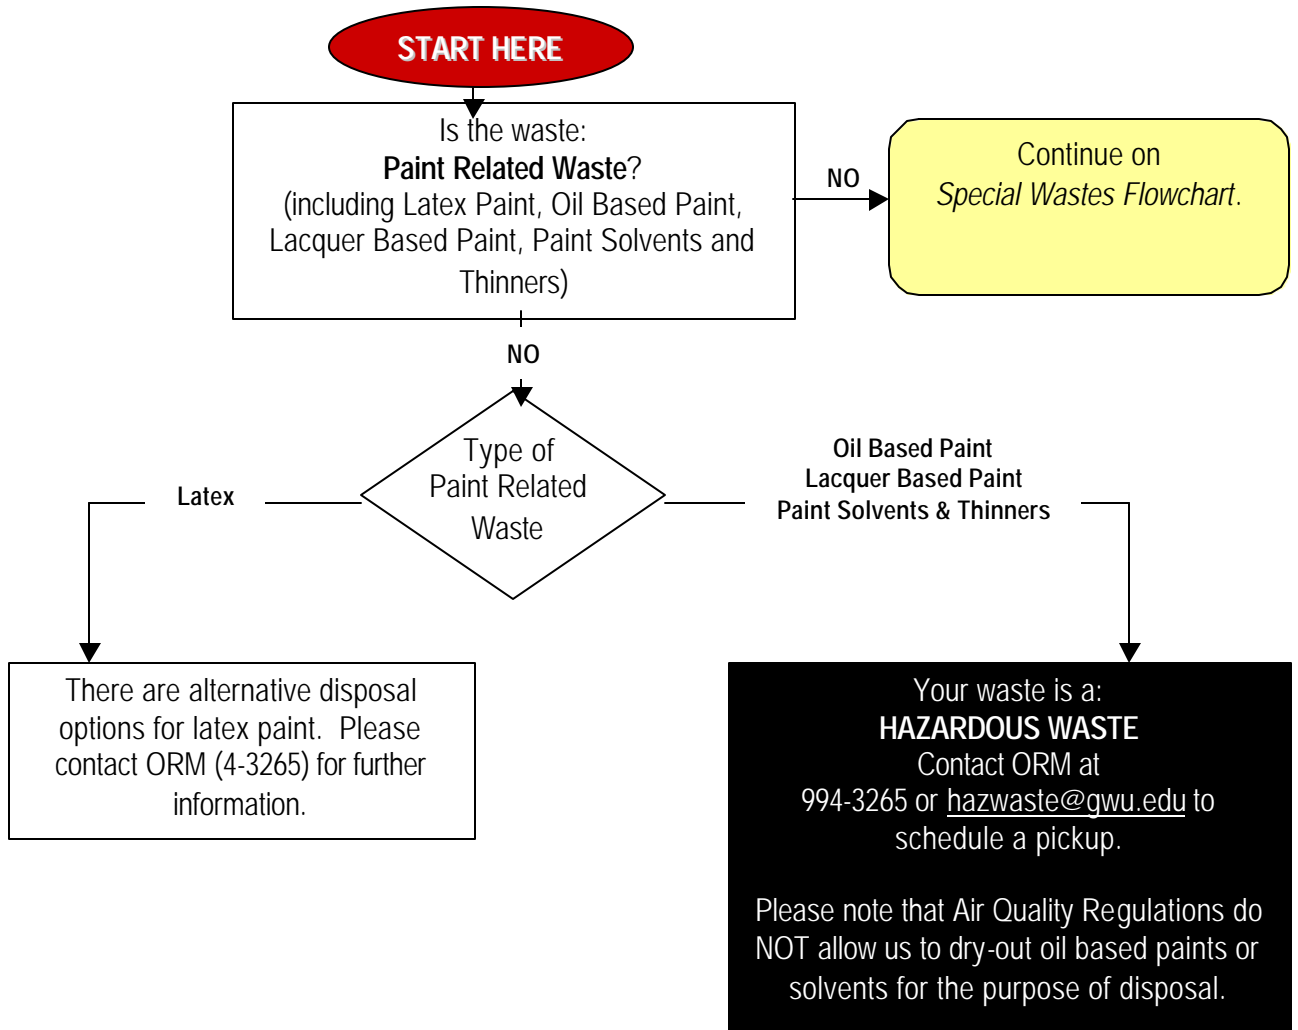 START HERE
Is the waste:
Paint Related Waste?
(including Latex Paint, Oil Based Paint,
Lacquer Based Paint, Paint Solvents and
Thinners)
NO
Continue on
Special Wastes Flowchart.
NO
Type of
Paint Related
Waste
Latex
Oil Based Paint
Lacquer Based Paint
Paint Solvents & Thinners
There are alternative disposal
options for latex paint.  Please
contact ORM (4-3265) for further
information.
Your waste is a:
HAZARDOUS WASTE
Contact ORM at
994-3265 or hazwaste@gwu.edu to
schedule a pickup.
Please note that Air Quality Regulations do
NOT allow us to dry-out oil based paints or
solvents for the purpose of disposal.